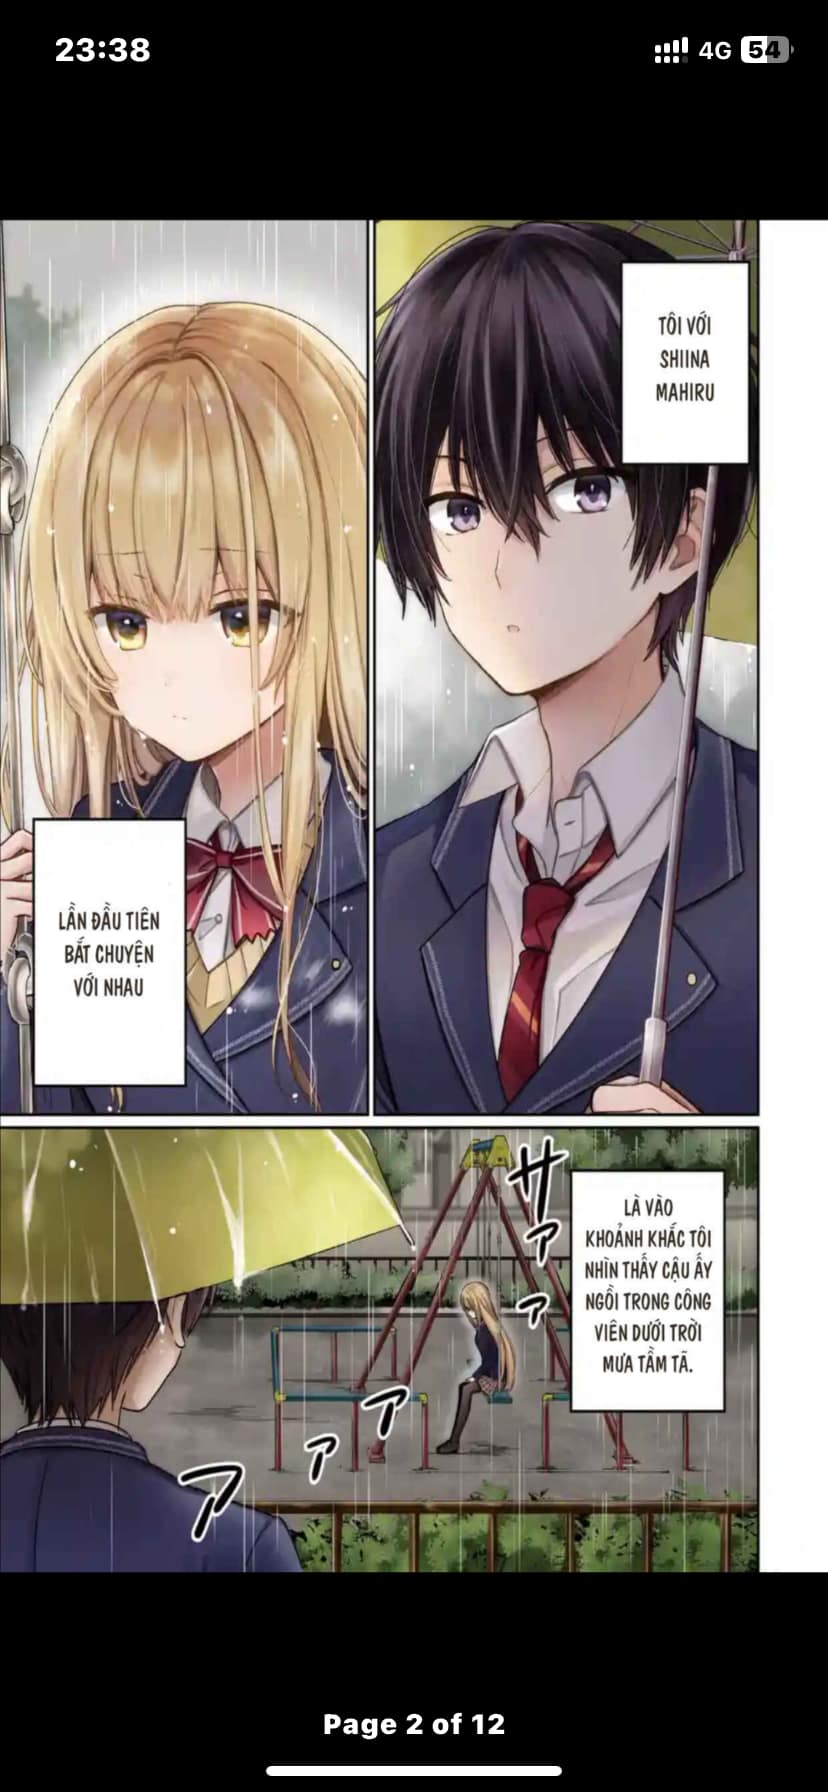 23:38
4G
54
TÔI VỚI
SHIINA
MAHIRU
LẦN ĐẦU TIÊN
BẮT CHUYỆN
VỚI NHAU
サァァ
LÀ VÀO
KHOẢNH KHẮC TÔI
NHÌN THẤY CẬU ẤY
NGỒI TRONG CÔNG
VIÊN DƯỚI TRỜI
MƯA TẦM TÃ.
ァァァ
Page 2 of 12